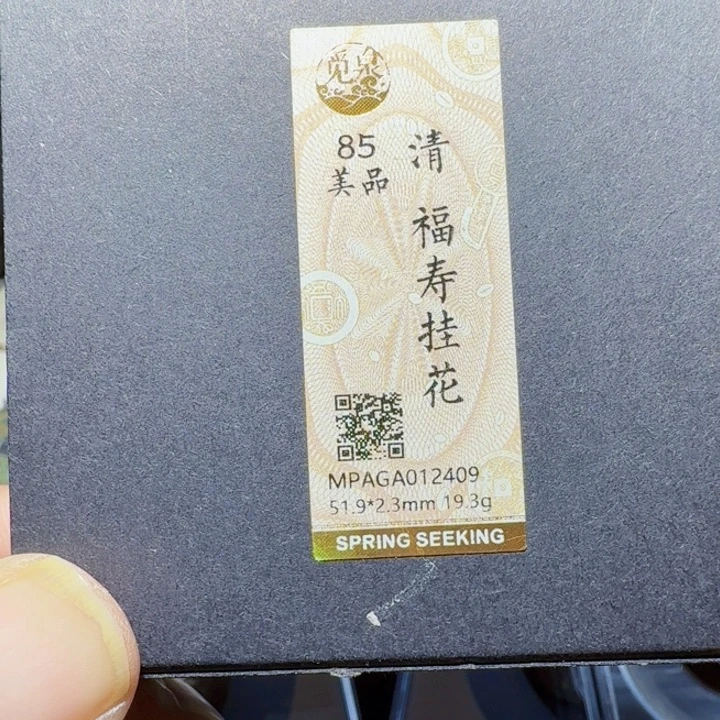 觅泉
85
美品
清 福寿挂花
MPAGA012409
51.9*2.3mm 19.3g
SPRING SEEKING